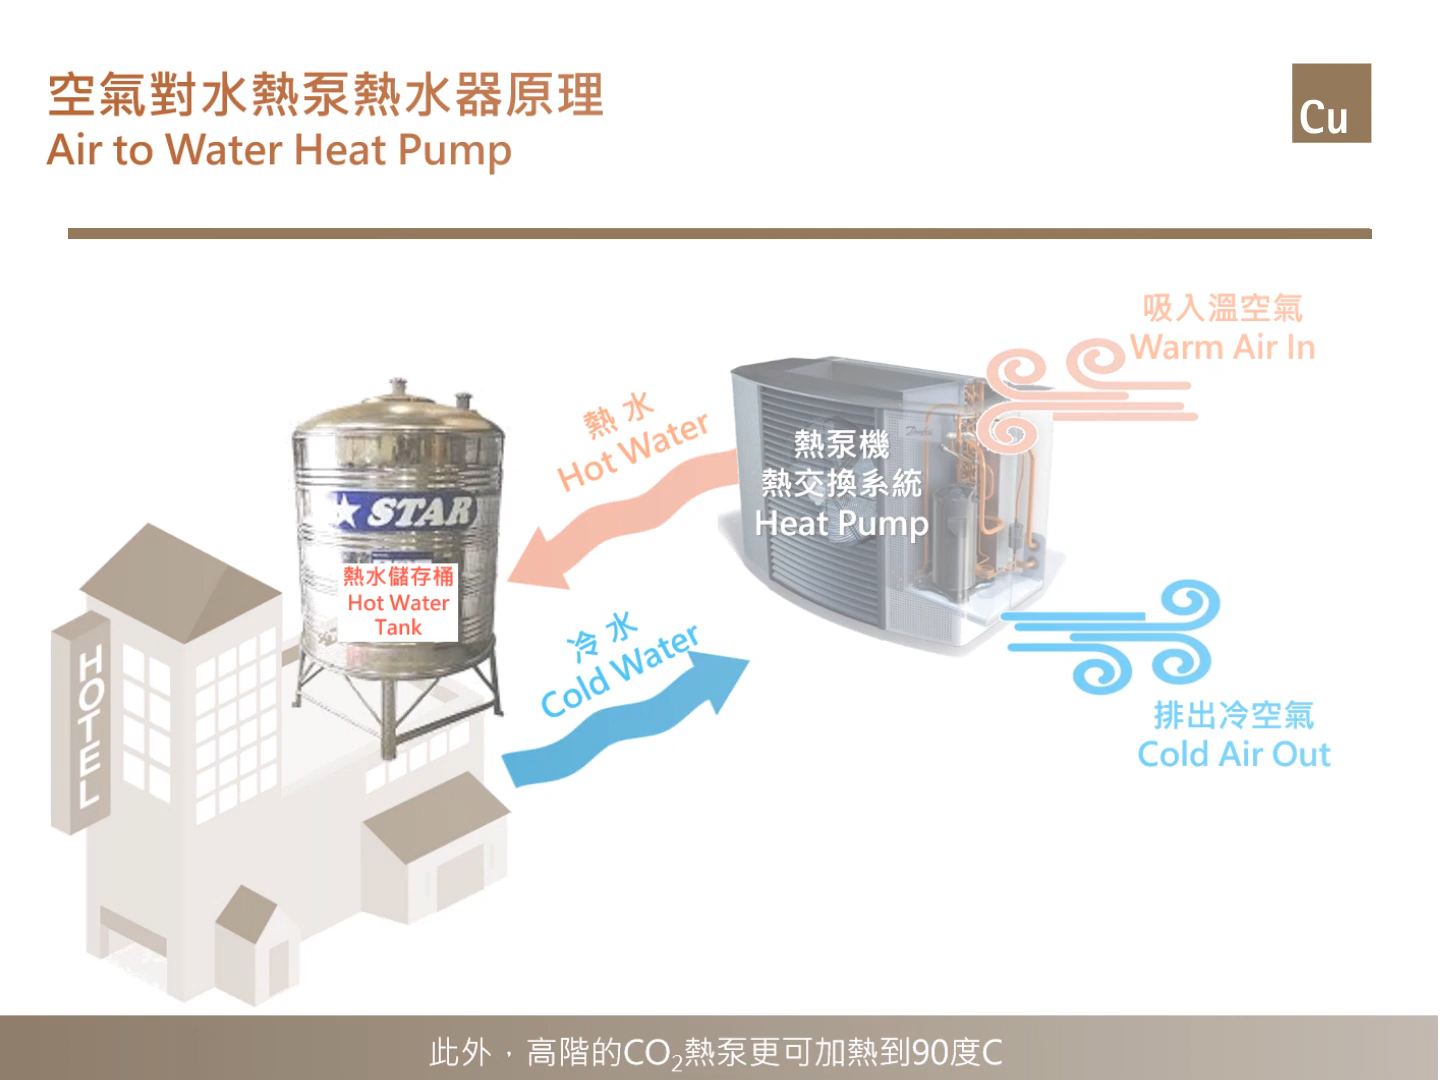 空氣對水熱泵熱水器原理
Air to Water Heat Pump
Cu
吸入溫空氣
Warm Air In
熱水
Hot Water
熱泵機
熱交換系統
Heat Pump
STAR
熱水儲存桶
Hot Water
Tank
冷水
Cold Water
HOTEL
排出冷空氣
Cold Air Out
此外，高階的CO₂熱泵更可加熱到90度C